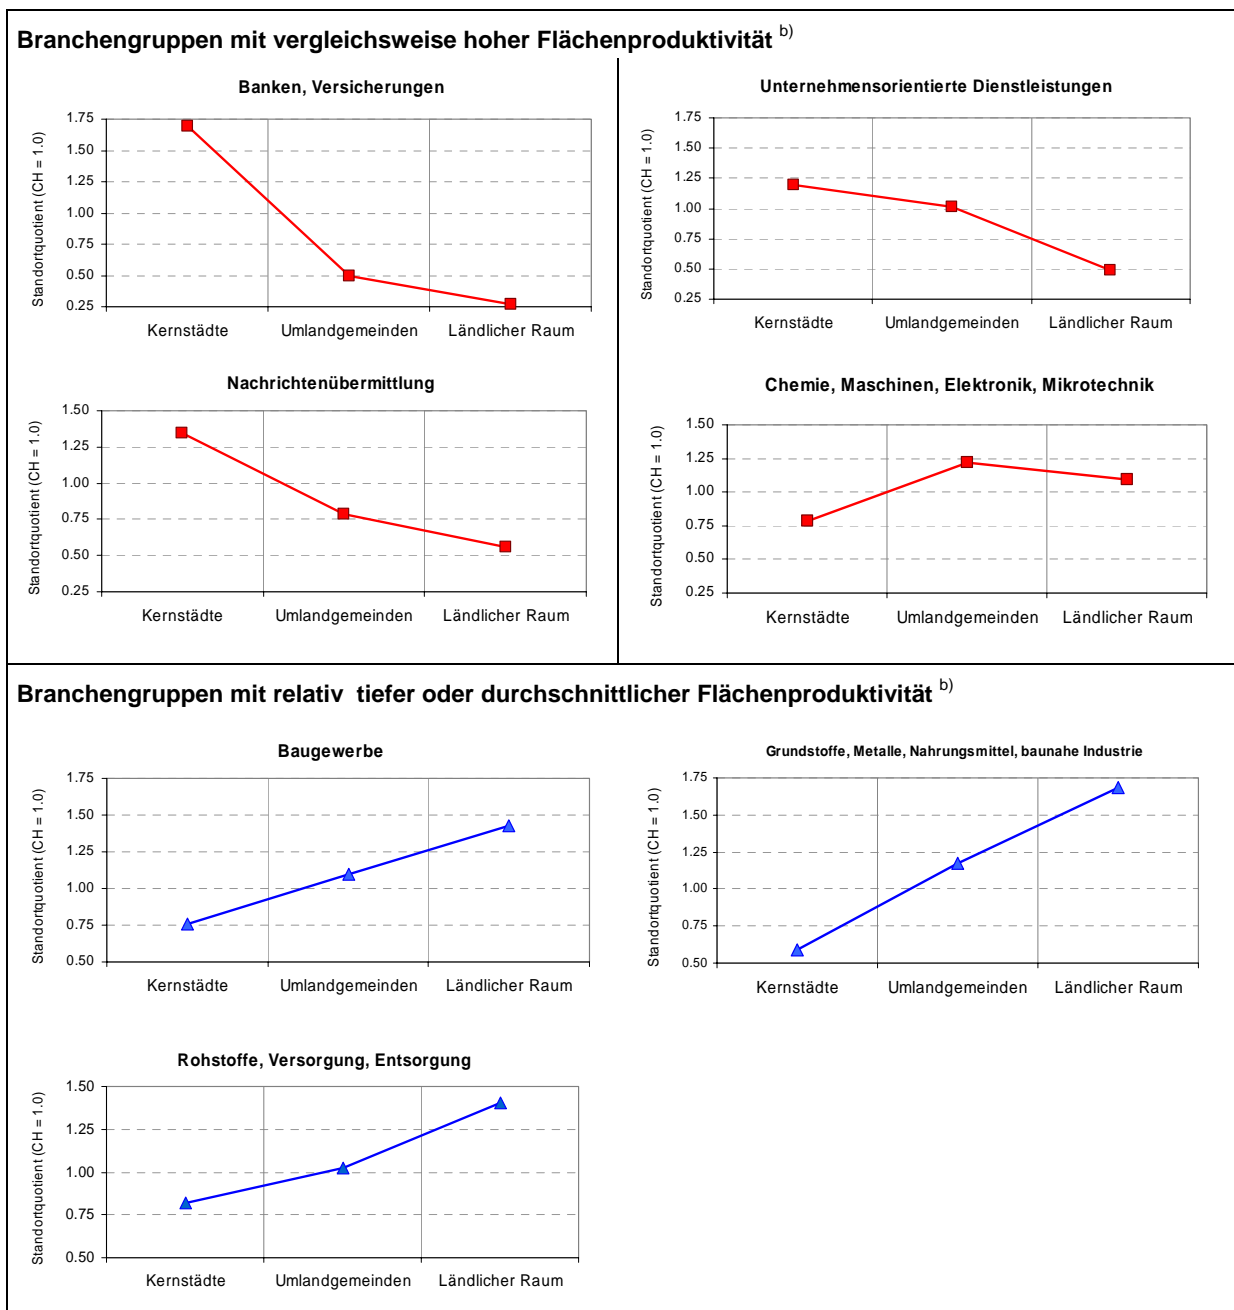 Branchengruppen mit vergleichsweise hoher Flächenproduktivität b)
Banken, Versicherungen
Standortquotient (CH = 1.0)
1.75
1.50
1.25
1.00
0.75
0.50
0.25
Kernstädte Umlandgemeinden Ländlicher Raum
Unternehmensorientierte Dienstleistungen
Standortquotient (CH = 1.0)
1.75
1.50
1.25
1.00
0.75
0.50
0.25
Kernstädte Umlandgemeinden Ländlicher Raum
Nachrichtenübermittlung
Standortquotient (CH = 1.0)
1.50
1.25
1.00
0.75
0.50
0.25
Kernstädte Umlandgemeinden Ländlicher Raum
Chemie, Maschinen, Elektronik, Mikrotechnik
Standortquotient (CH = 1.0)
1.50
1.25
1.00
0.75
0.50
0.25
Kernstädte Umlandgemeinden Ländlicher Raum
Branchengruppen mit relativ tiefer oder durchschnittlicher Flächenproduktivität b)
Baugewerbe
Standortquotient (CH = 1.0)
1.75
1.50
1.25
1.00
0.75
0.50
Kernstädte Umlandgemeinden Ländlicher Raum
Grundstoffe, Metalle, Nahrungsmittel, baunahe Industrie
Standortquotient (CH = 1.0)
1.75
1.50
1.25
1.00
0.75
0.50
Kernstädte Umlandgemeinden Ländlicher Raum
Rohstoffe, Versorgung, Entsorgung
Standortquotient (CH = 1.0)
1.50
1.25
1.00
0.75
0.50
Kernstädte Umlandgemeinden Ländlicher Raum